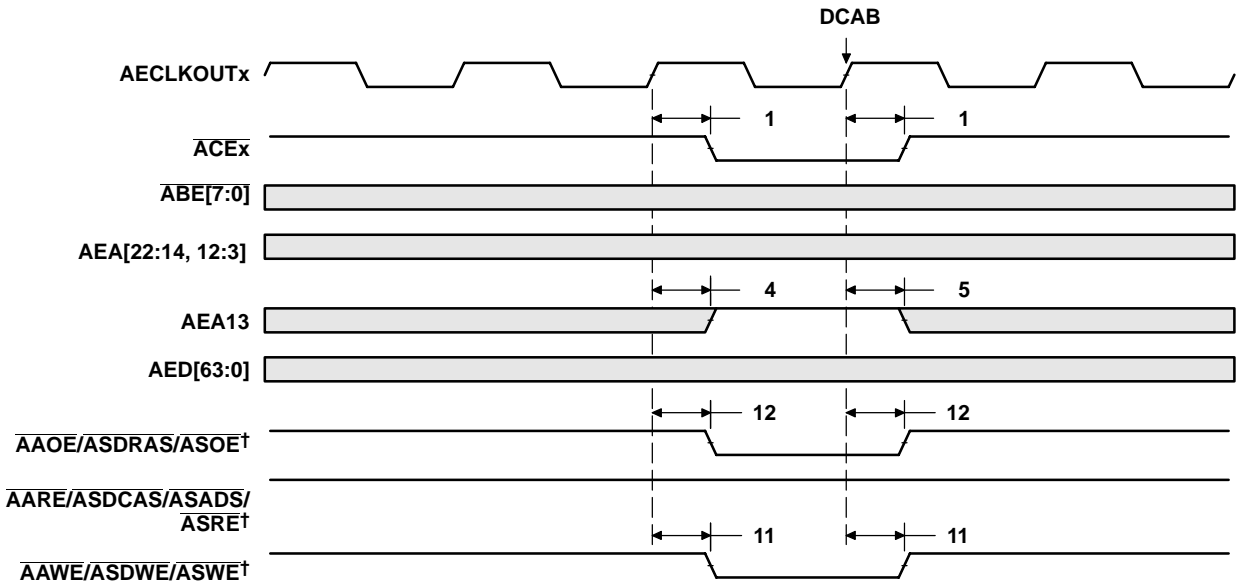 DCAB
AECLKOUTx
1 1
ACEx
ABE[7:0]
AEA[22:14, 12:3]
4 5
AEA13
AED[63:0]
12 12
AAOE/ASDRAS/ASOE†
AARE/ASDCAS/ASADS/
ASRE†
11 11
AAWE/ASDWE/ASWE†